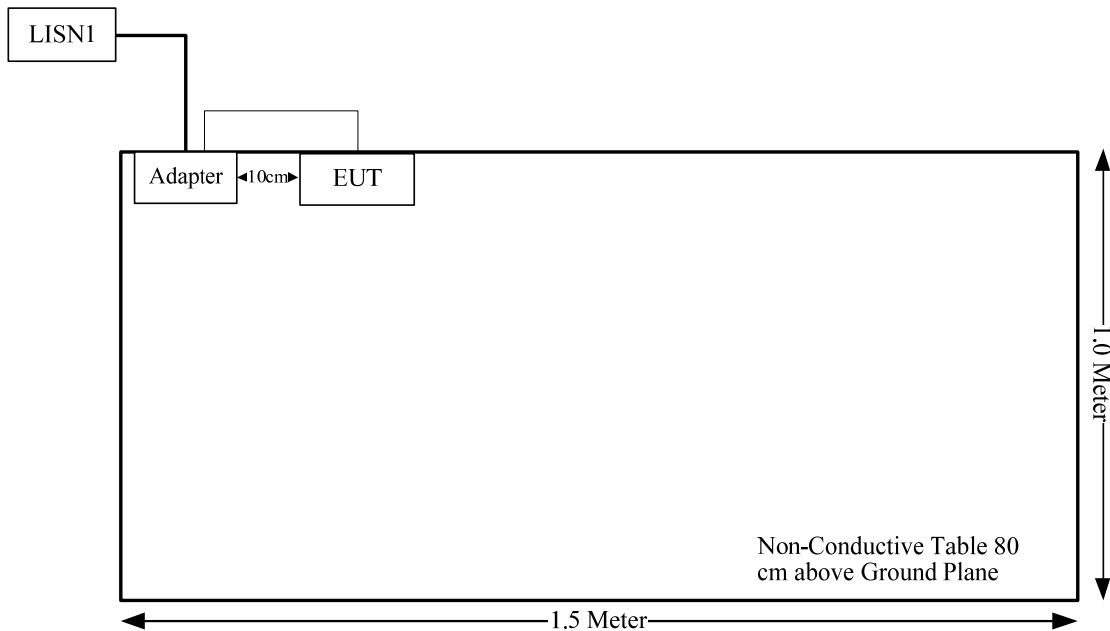 LISN1
Adapter
10cm
EUT
1.0 Meter
Non-Conductive Table 80
cm above Ground Plane
1.5 Meter